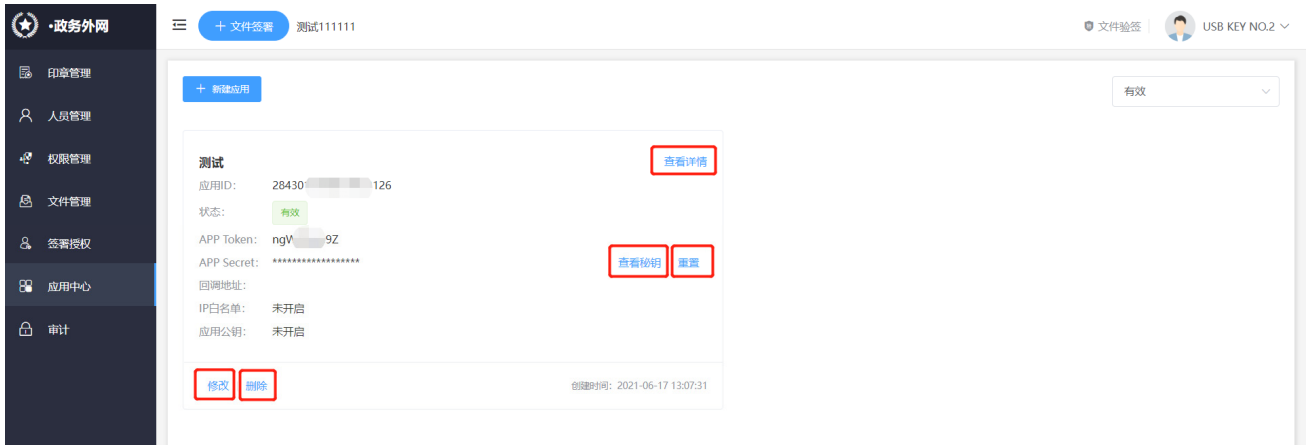 ·政务外网
+ 文件签署 测试111111 文件验签 USB KEY NO.2
印章管理
人员管理
权限管理
文件管理
签署授权
应用中心
审计
+ 新建应用 有效
测试 查看详情
应用ID: 28430 126
状态: 有效
APP Token: ngW 9Z
APP Secret: ****************** 查看秘钥 重置
回调地址:
IP白名单: 未开启
应用公钥: 未开启
修改 删除 创建时间: 2021-06-17 13:07:31